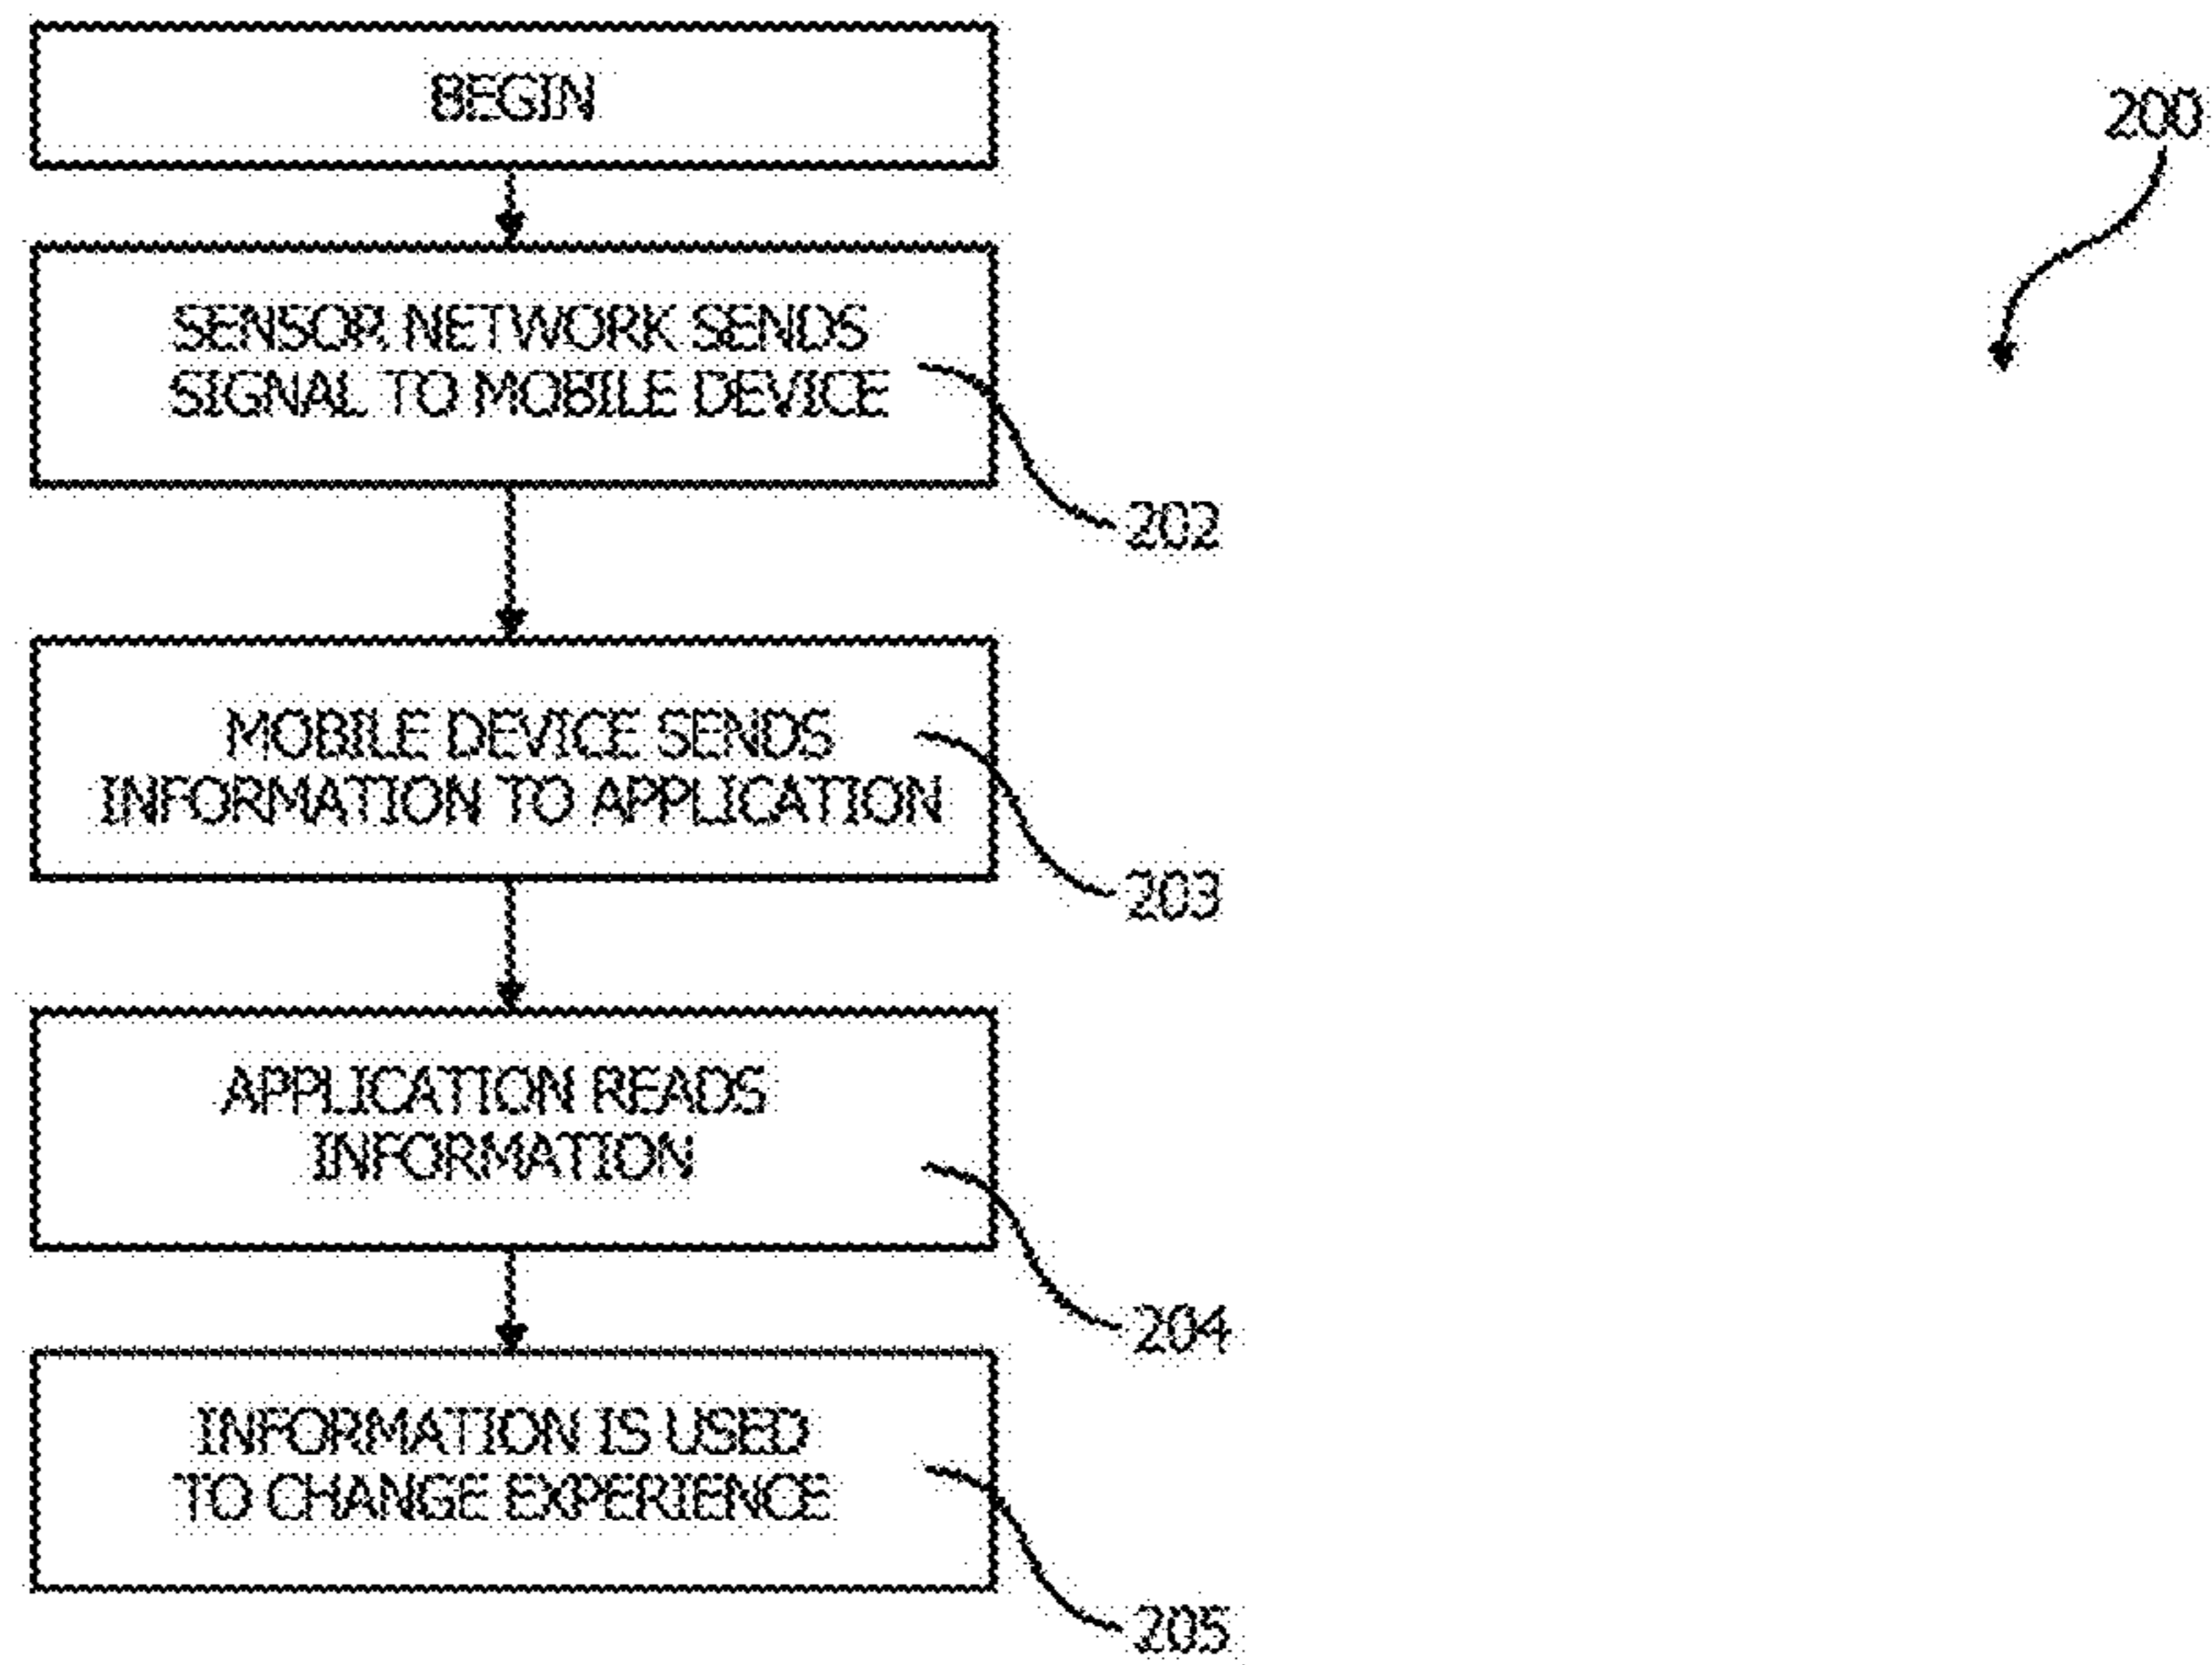 BEGIN
200
SENSOR NETWORK SENDS
SIGNAL TO MOBILE DEVICE
202
MOBILE DEVICE SENDS
INFORMATION TO APPLICATION
203
APPLICATION READS
INFORMATION
204
INFORMATION IS USED
TO CHANGE EXPERIENCE
205